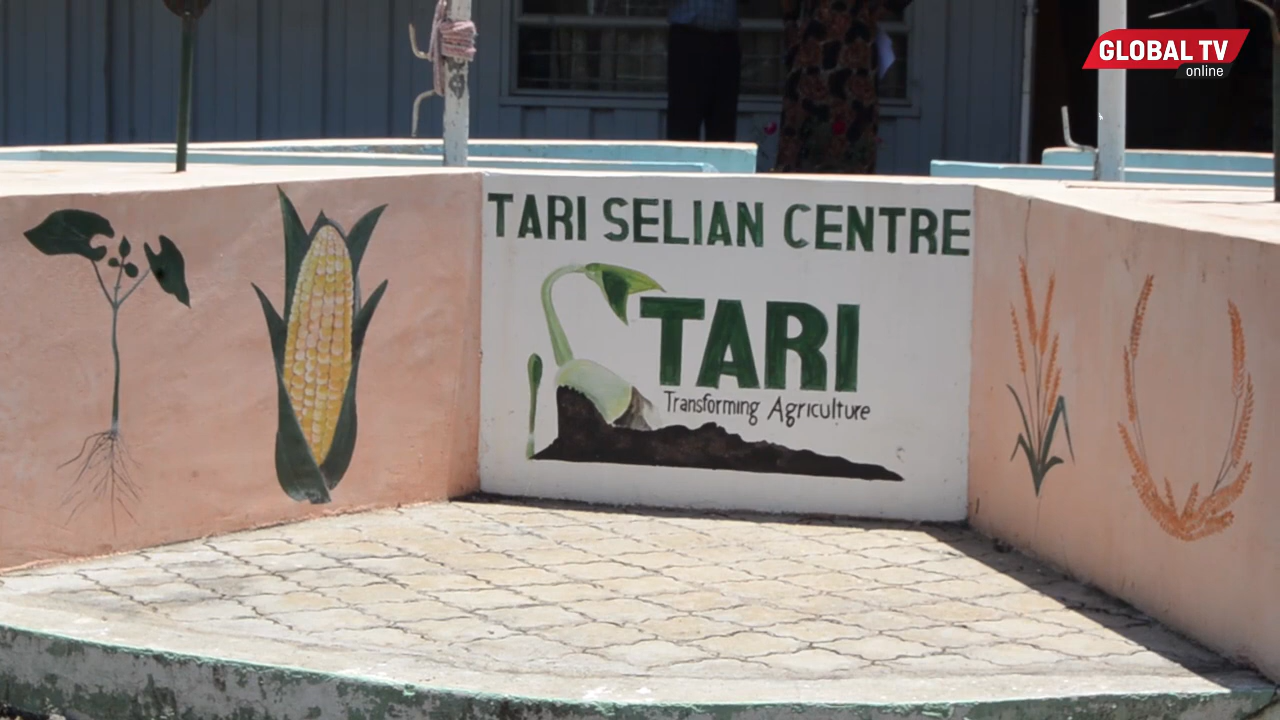 GLOBAL TV
online
TARI SELIAN CENTRE
TARI
Transforming Agriculture